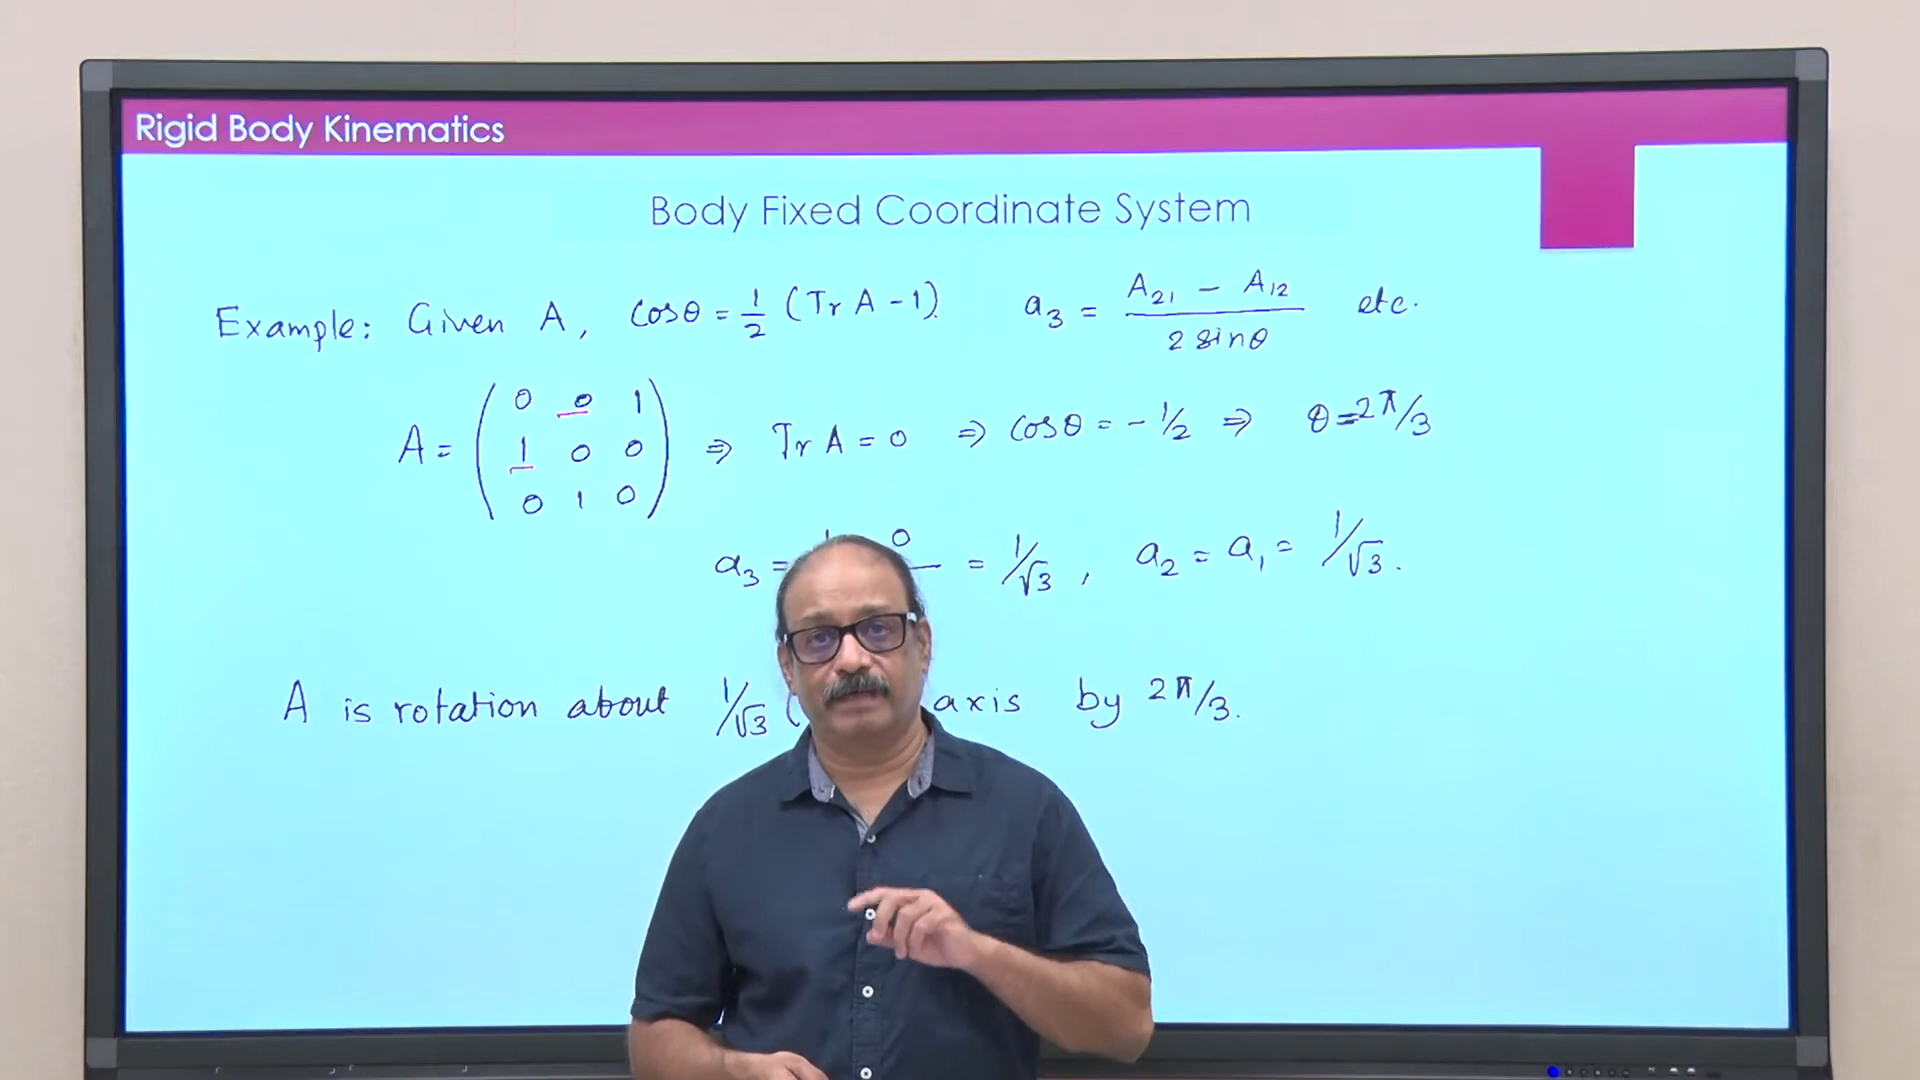 Rigid Body Kinematics
Body Fixed Coordinate System
Example: Given A, cosθ = 1/2 (Tr A - 1). a₃ = (A₂₁ - A₁₂) / (2 sinθ) etc.
A = ( 0 0 1
1 0 0
0 1 0 ) ⇒ Tr A = 0 ⇒ cosθ = - 1/2 ⇒ θ = 2π/3
a₃ = 0 = 1/√3 , a₂ = a₁ = 1/√3 .
A is rotation about 1/√3 ( axis by 2π/3.